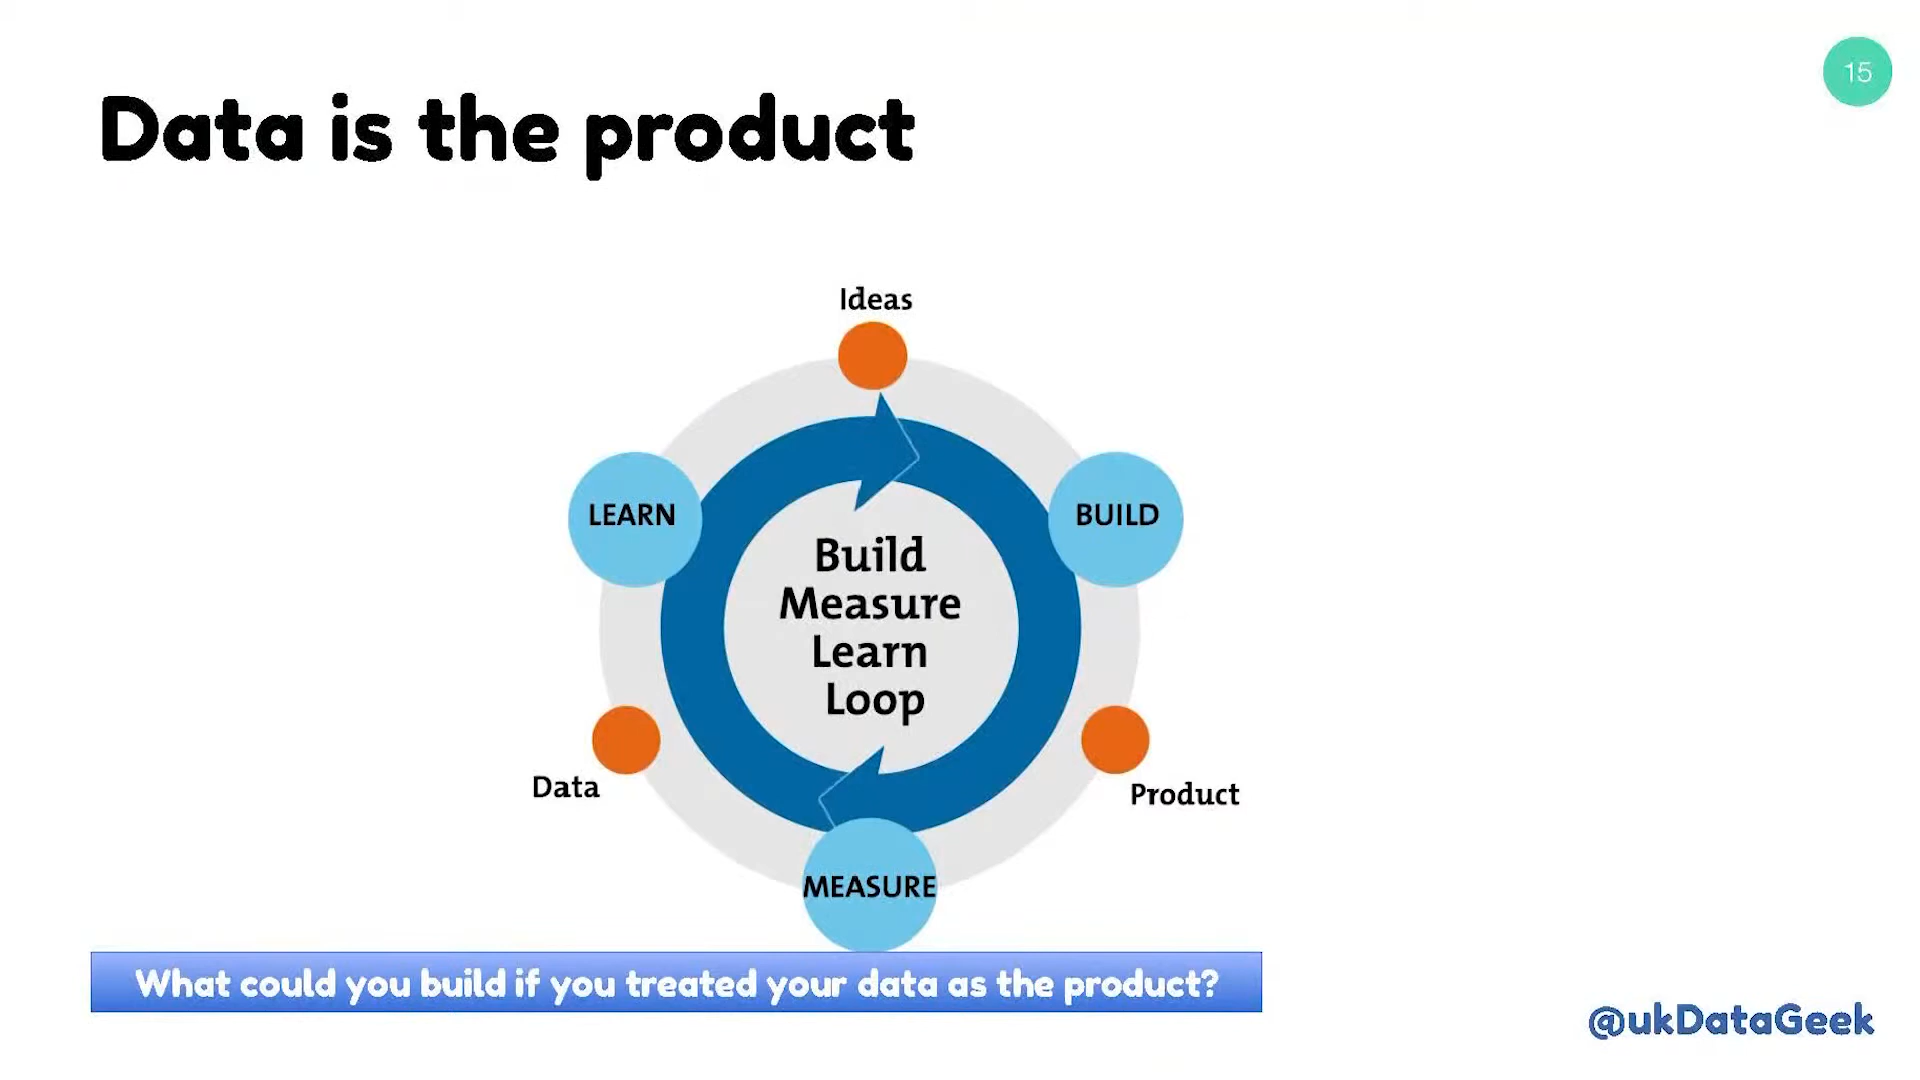 15
Data is the product
Ideas
LEARN
BUILD
Build
Measure
Learn
Loop
Data
Product
MEASURE
What could you build if you treated your data as the product?
@ukDataGeek